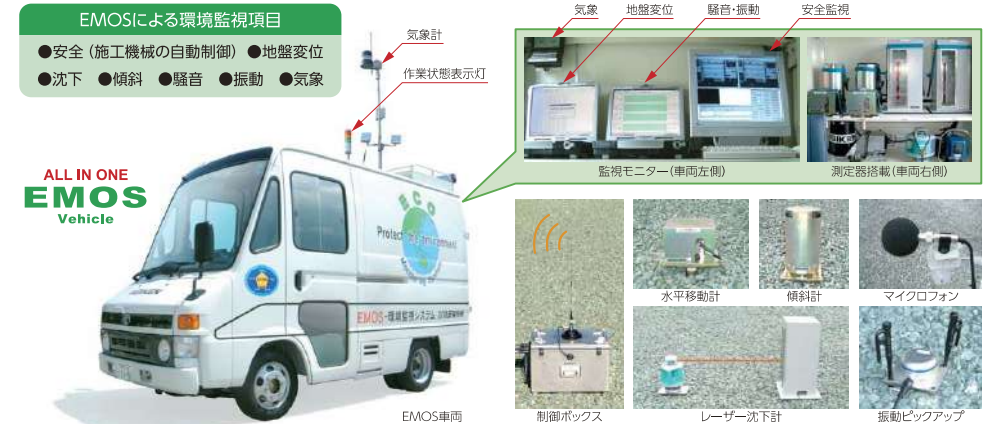 EMOSによる環境監視項目
●安全（施工機械の自動制御） ●地盤変位
●沈下 ●傾斜 ●騒音 ●振動 ●気象
ALL IN ONE
EMOS
Vehicle
気象計
作業状態表示灯
ECO
Protect the environment
EMOS-環境監視システム
EMOS車両
気象
地盤変位
騒音・振動
安全監視
監視モニター（車両左側）
測定器搭載（車両右側）
制御ボックス
水平移動計
傾斜計
マイクロフォン
レーザー沈下計
振動ピックアップ